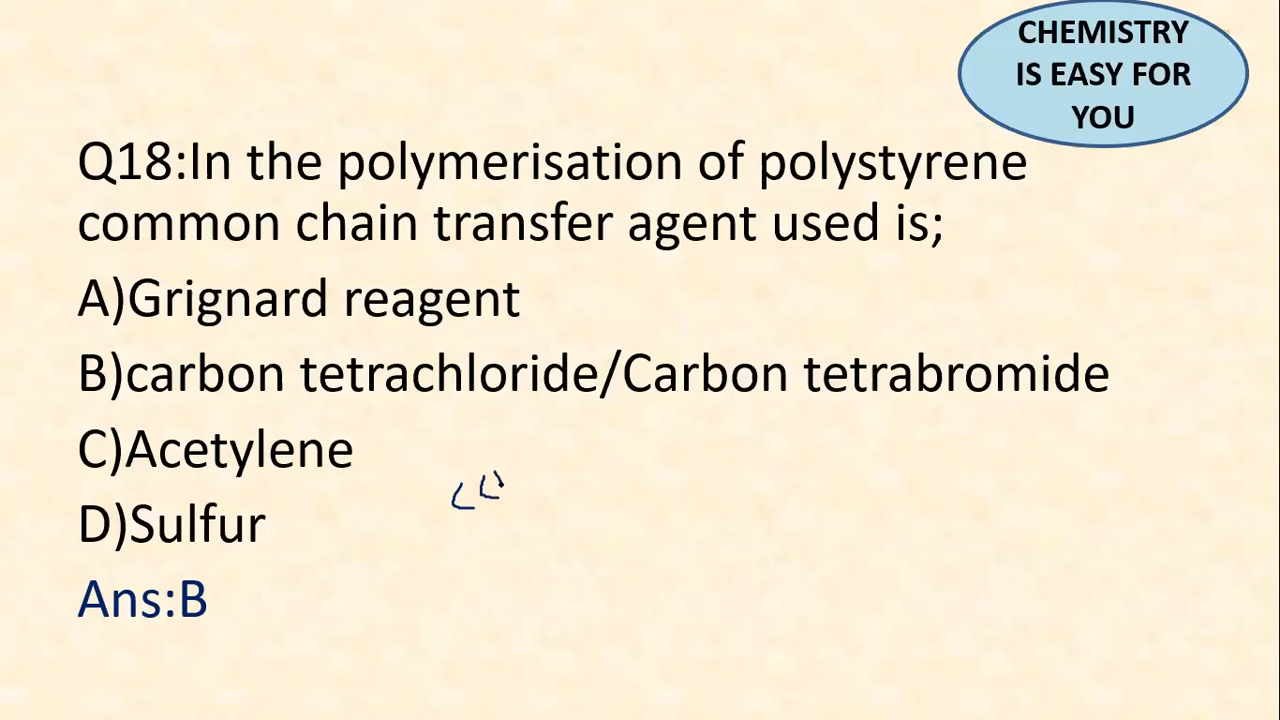 CHEMISTRY
IS EASY FOR
YOU
Q18:In the polymerisation of polystyrene
common chain transfer agent used is;
A)Grignard reagent
B)carbon tetrachloride/Carbon tetrabromide
C)Acetylene
D)Sulfur
Ans:B